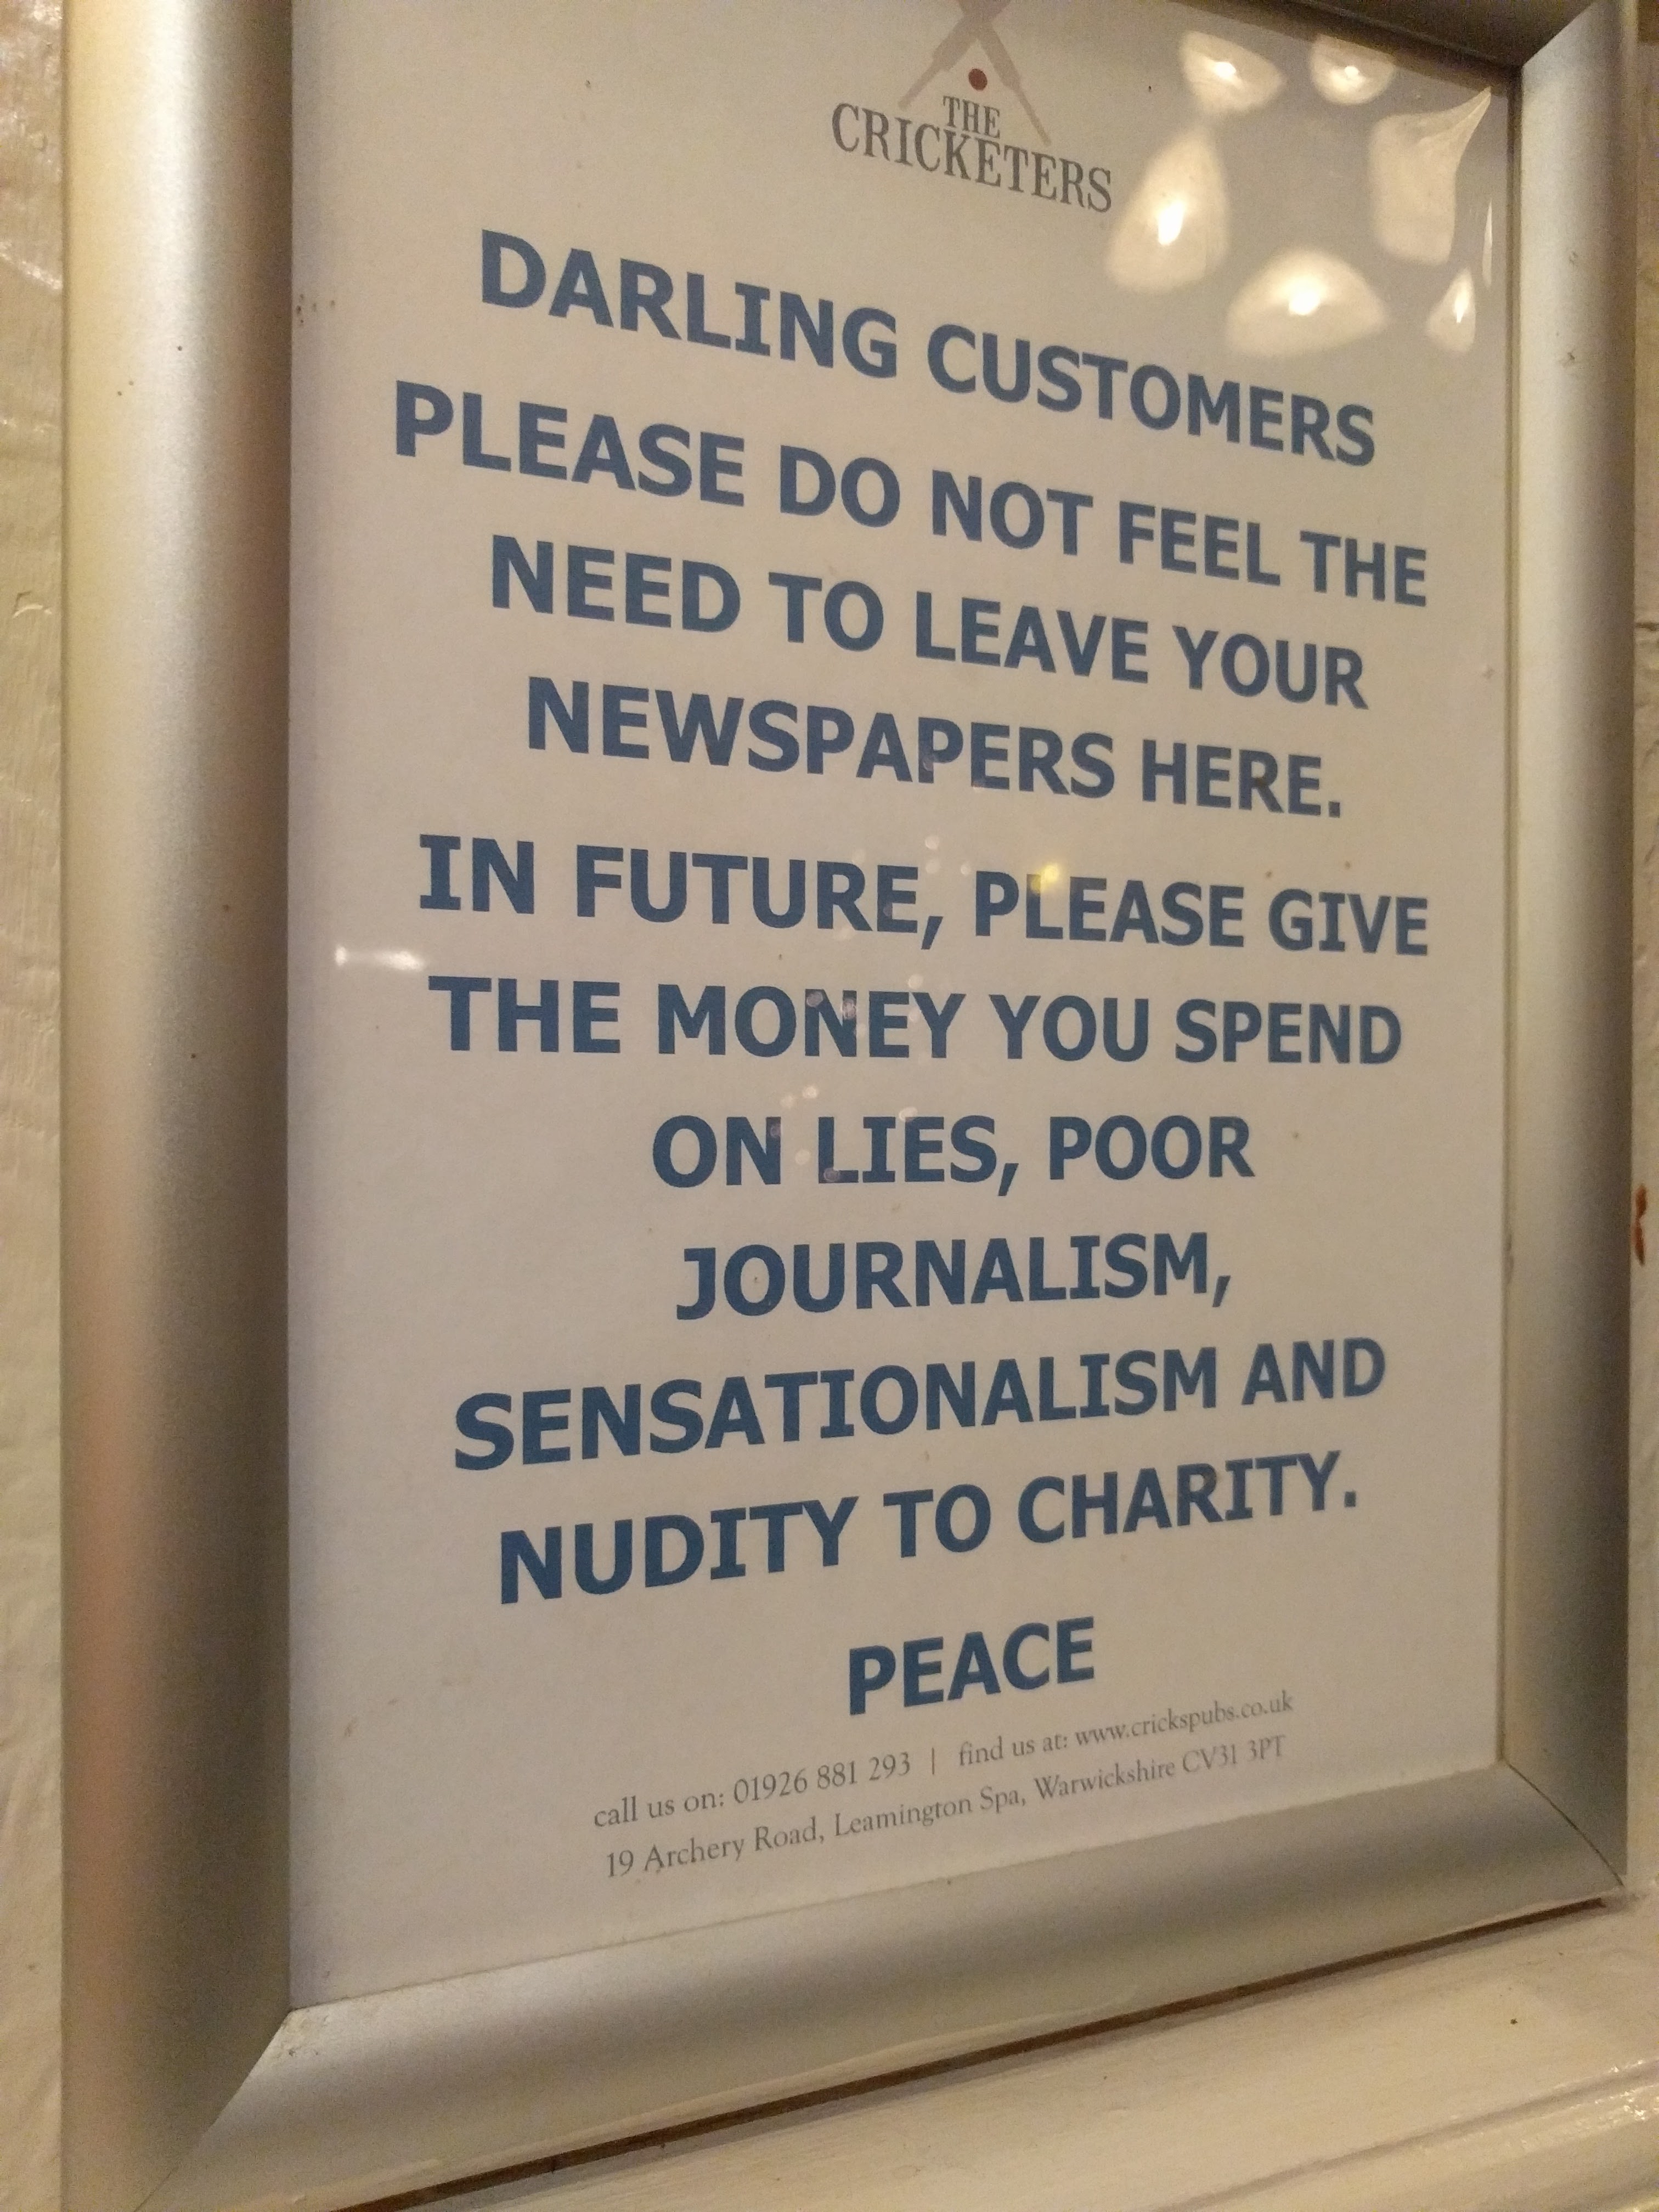 THE
CRICKETERS
DARLING CUSTOMERS
PLEASE DO NOT FEEL THE
NEED TO LEAVE YOUR
NEWSPAPERS HERE.
IN FUTURE, PLEASE GIVE
THE MONEY YOU SPEND
ON LIES, POOR
JOURNALISM,
SENSATIONALISM AND
NUDITY TO CHARITY.
PEACE
call us on: 01926 881 293 | find us at: www.crickspubs.co.uk
19 Archery Road, Leamington Spa, Warwickshire CV31 3PT